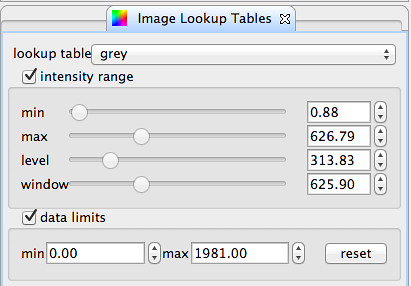 Image Lookup Tables
lookup table grey
intensity range
min 0.88
max 626.79
level 313.83
window 625.90
data limits
min 0.00 max 1981.00 reset